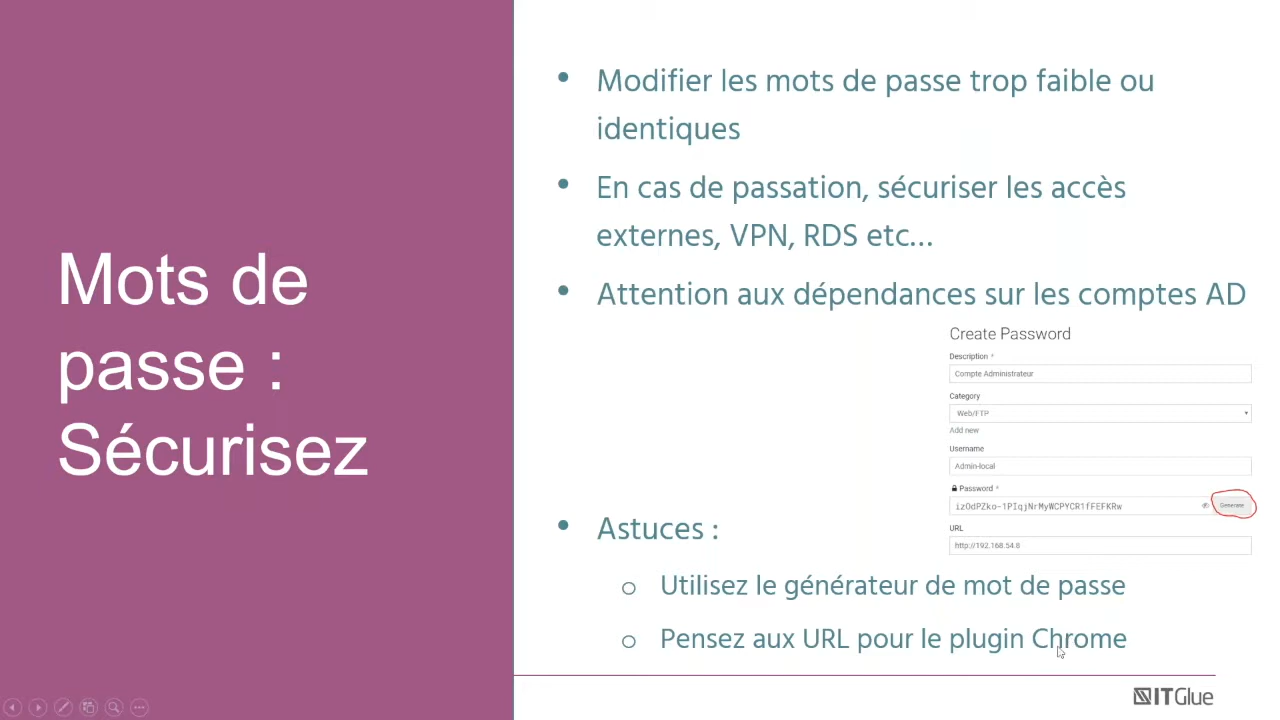 Mots de
passe :
Sécurisez
• Modifier les mots de passe trop faible ou
identiques
• En cas de passation, sécuriser les accès
externes, VPN, RDS etc...
• Attention aux dépendances sur les comptes AD
Create Password
Description *
Compte Administrateur
Category
Web/FTP
Add new
Username
Admin-local
Password *
izOdPZko-1PIqjNrMyWCPYCR1fFEFKRw
Generate
URL
http://192.168.54.8
• Astuces :
o Utilisez le générateur de mot de passe
o Pensez aux URL pour le plugin Chrome
ITGlue